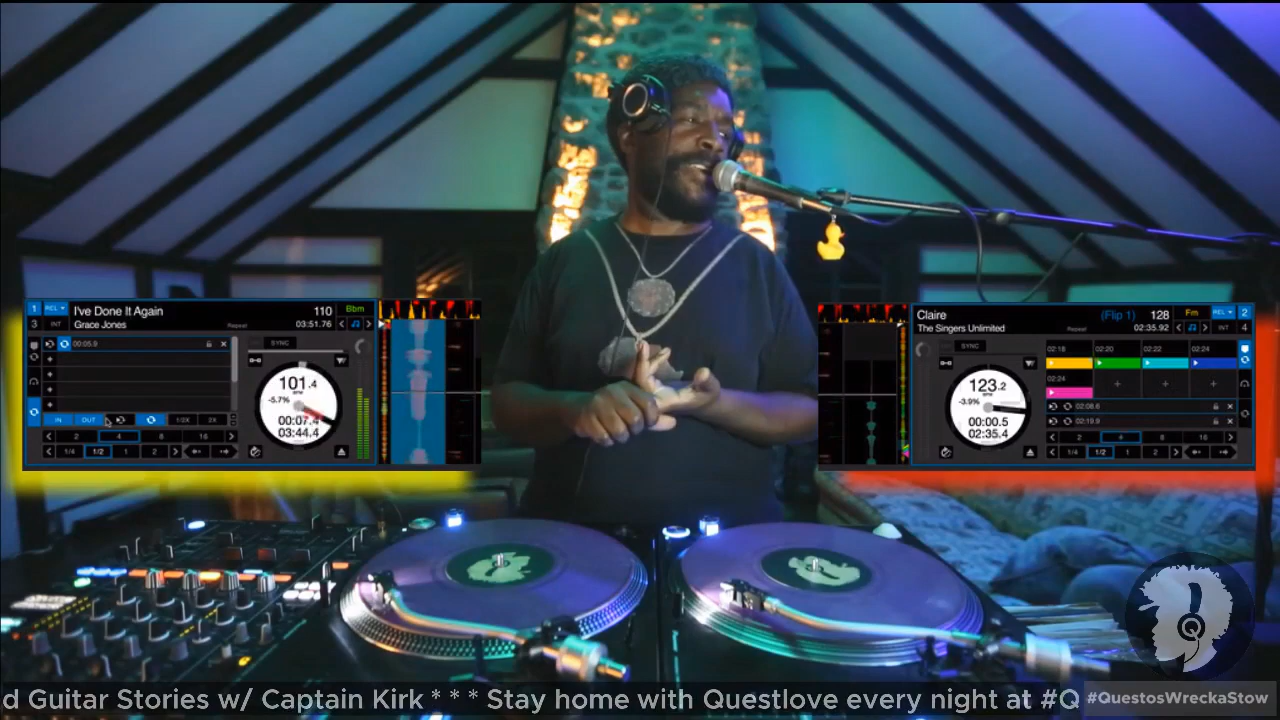 1 REL I've Done It Again 110 Bbm
3 INT Grace Jones Repeat 03:51.76
SYNC
00:05.9
101.4
BPM
-5.7%
00:07.4
03:44.4
IN OUT 1/2X 2X
2 4 8 16
1/4 1/2 1 2
Claire (Flip 1) 128 Fm REL 2
The Singers Unlimited Repeat 02:35.92 INT 4
SYNC
02:18 02:20 02:22 02:24
02:24
123.2
BPM
-3.9%
00:00.5
02:35.4
02:08.6
02:19.9
2 4 8 16
1/4 1/2 1 2
Q
d Guitar Stories w/ Captain Kirk * * * Stay home with Questlove every night at #Q
#QuestosWreckaStow